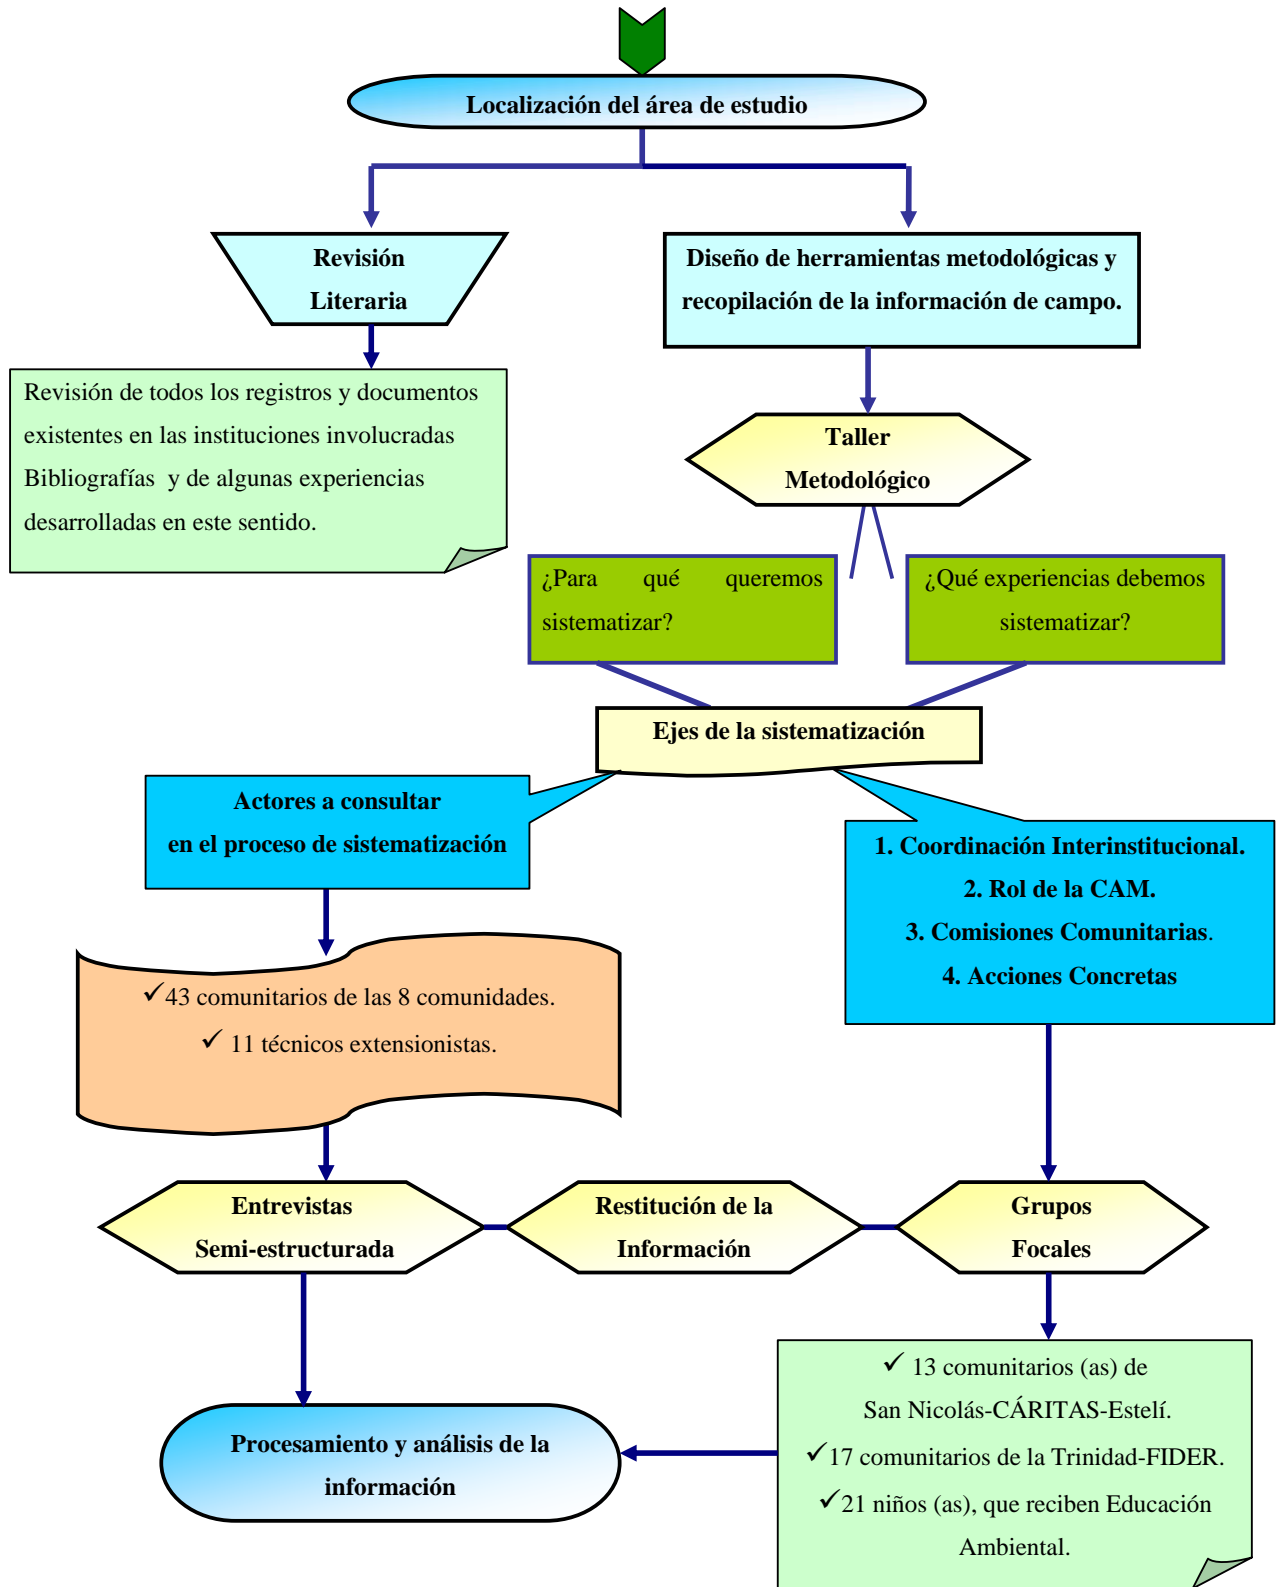 Localización del área de estudio
Revisión
Literaria
Diseño de herramientas metodológicas y
recopilación de la información de campo.
Revisión de todos los registros y documentos
existentes en las instituciones involucradas
Bibliografías y de algunas experiencias
desarrolladas en este sentido.
Taller
Metodológico
¿Para qué queremos
sistematizar?
¿Qué experiencias debemos
sistematizar?
Ejes de la sistematización
Actores a consultar
en el proceso de sistematización
1. Coordinación Interinstitucional.
2. Rol de la CAM.
3. Comisiones Comunitarias.
4. Acciones Concretas
✓43 comunitarios de las 8 comunidades.
✓ 11 técnicos extensionistas.
Entrevistas
Semi-estructurada
Restitución de la
Información
Grupos
Focales
✓ 13 comunitarios (as) de
San Nicolás-CÁRITAS-Estelí.
✓17 comunitarios de la Trinidad-FIDER.
✓21 niños (as), que reciben Educación
Ambiental.
Procesamiento y análisis de la
información